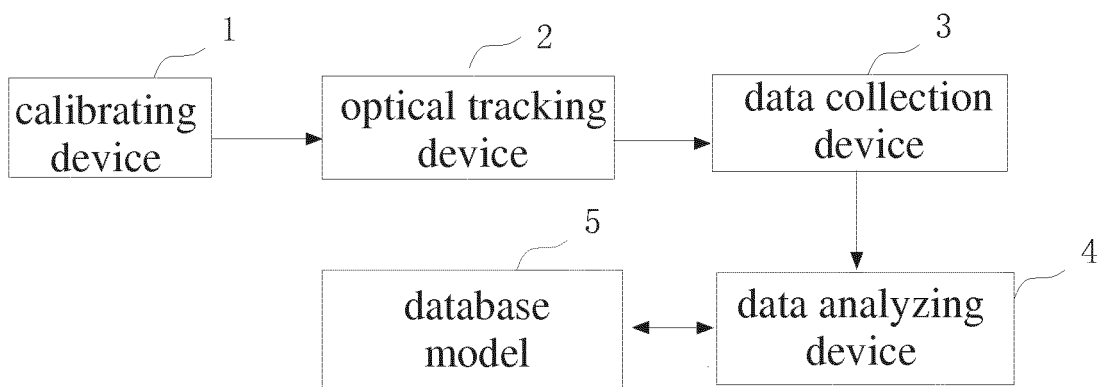 1
calibrating
device
2
optical tracking
device
3
data collection
device
4
data analyzing
device
5
database
model